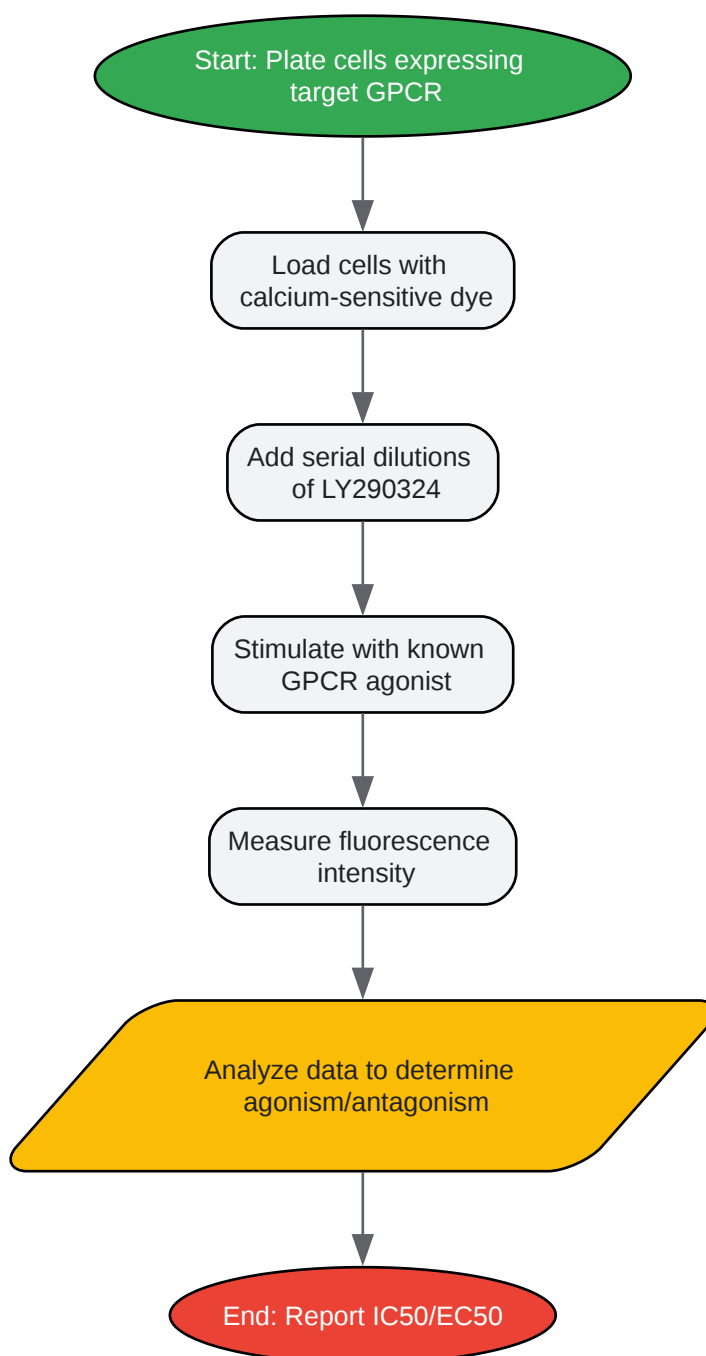 Start: Plate cells expressing
target GPCR
Load cells with
calcium-sensitive dye
Add serial dilutions
of LY290324
Stimulate with known
GPCR agonist
Measure fluorescence
intensity
Analyze data to determine
agonism/antagonism
End: Report IC50/EC50